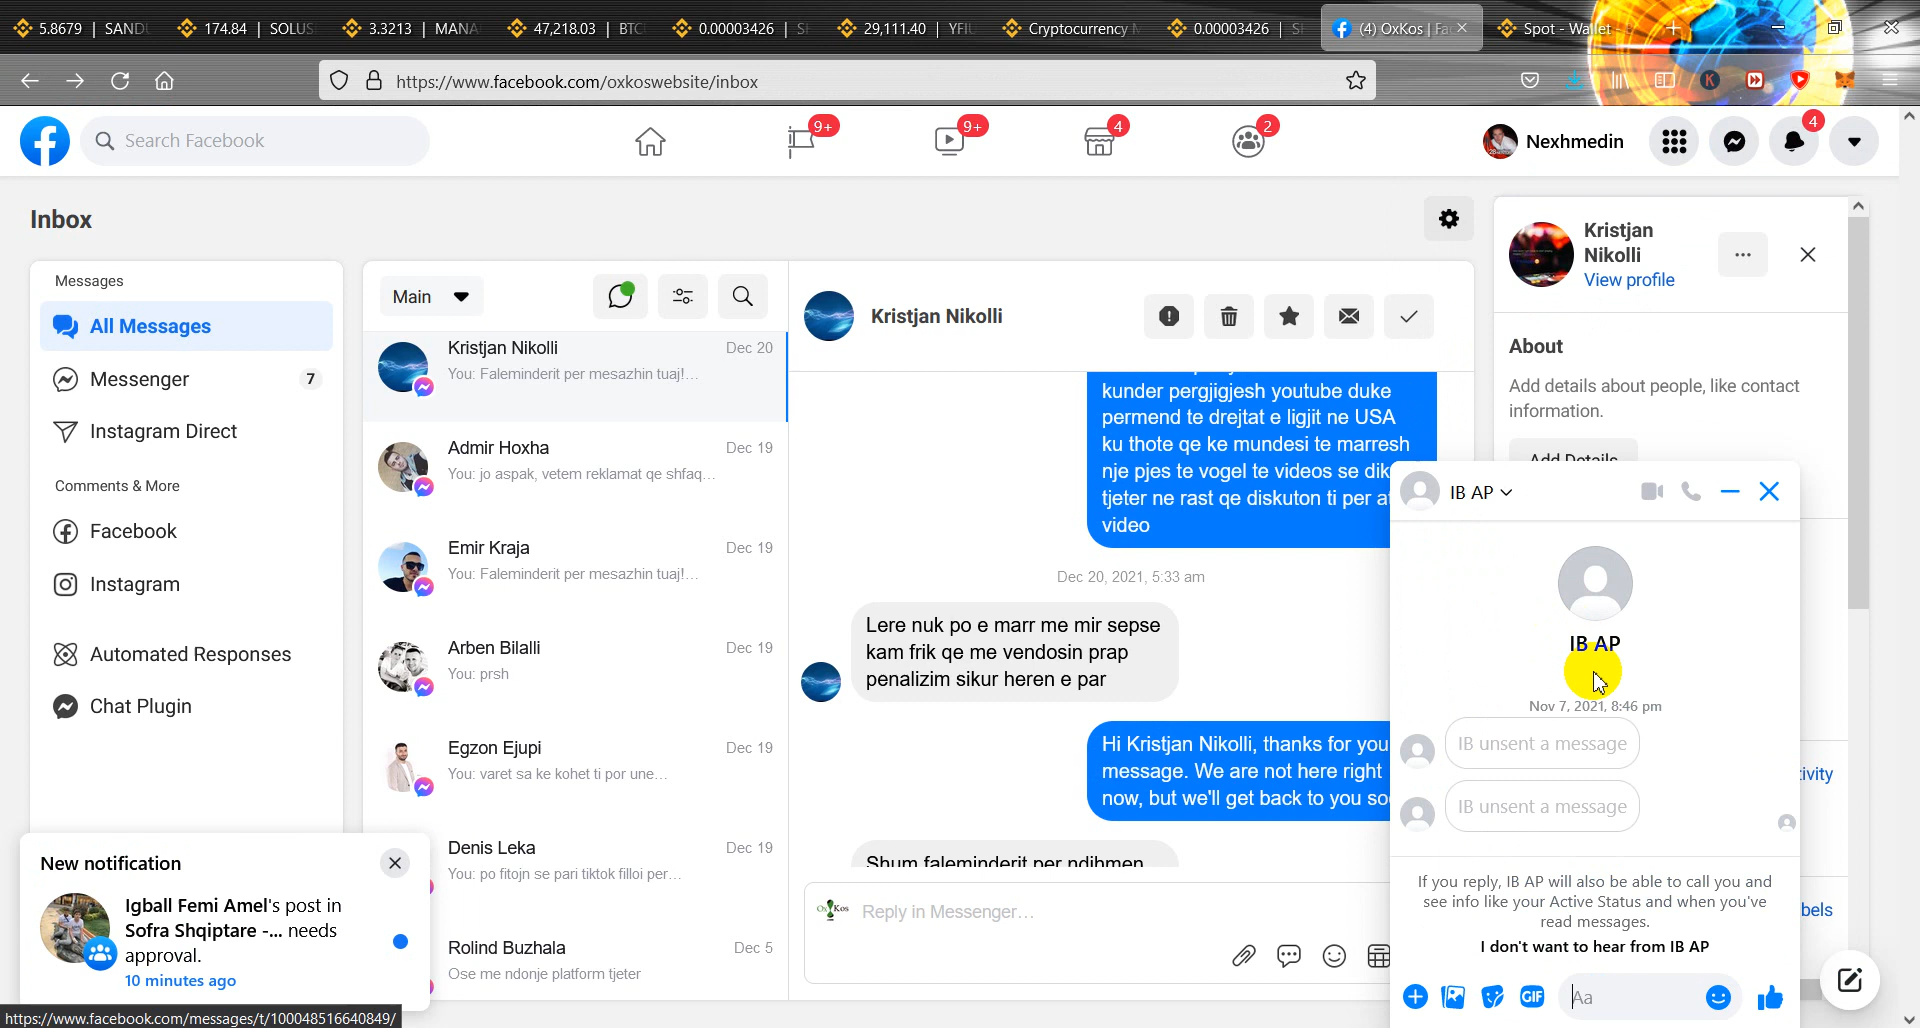 5.8679 | SAND
174.84 | SOLUS
3.3213 | MANA
47,218.03 | BTC
0.00003426 | S
29,111.40 | YFII
Cryptocurrency M
0.00003426 | S
(4) OxKos | Fac
Spot - Wallet
https://www.facebook.com/oxkoswebsite/inbox
Search Facebook
9+
9+
4
2
Nexhmedin
4
Inbox
Messages
All Messages
Messenger
7
Instagram Direct
Comments & More
Facebook
Instagram
Automated Responses
Chat Plugin
Main
Kristjan Nikolli
Dec 20
You: Faleminderit per mesazhin tuaj!...
Admir Hoxha
Dec 19
You: jo aspak, vetem reklamat qe shfaq...
Emir Kraja
Dec 19
You: Faleminderit per mesazhin tuaj!...
Arben Bilalli
Dec 19
You: prsh
Egzon Ejupi
Dec 19
You: varet sa ke kohet ti por une...
Denis Leka
Dec 19
You: po fitojn se pari tiktok filloi per...
Rolind Buzhala
Dec 5
Ose me ndonje platform tjeter
Kristjan Nikolli
kunder pergjigjesh youtube duke
permend te drejtat e ligjit ne USA
ku thote qe ke mundesi te marresh
nje pjes te vogel te videos se dik
tjeter ne rast qe diskuton ti per a
video
Dec 20, 2021, 5:33 am
Lere nuk po e marr me mir sepse
kam frik qe me vendosin prap
penalizim sikur heren e par
Hi Kristjan Nikolli, thanks for you
message. We are not here right
now, but we'll get back to you so
Shum faleminderit per ndihmen
OxKos
Reply in Messenger...
Kristjan
Nikolli
View profile
About
Add details about people, like contact
information.
Add Details
tivity
bels
IB AP
IB AP
Nov 7, 2021, 8:46 pm
IB unsent a message
IB unsent a message
If you reply, IB AP will also be able to call you and
see info like your Active Status and when you've
read messages.
I don't want to hear from IB AP
GIF
Aa
New notification
Igball Femi Amel's post in
Sofra Shqiptare -... needs
approval.
10 minutes ago
https://www.facebook.com/messages/t/100048516640849/